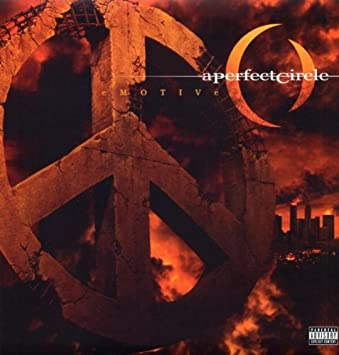 aperfectcircle
eMOTIVe
PARENTAL
ADVISORY
EXPLICIT CONTENT